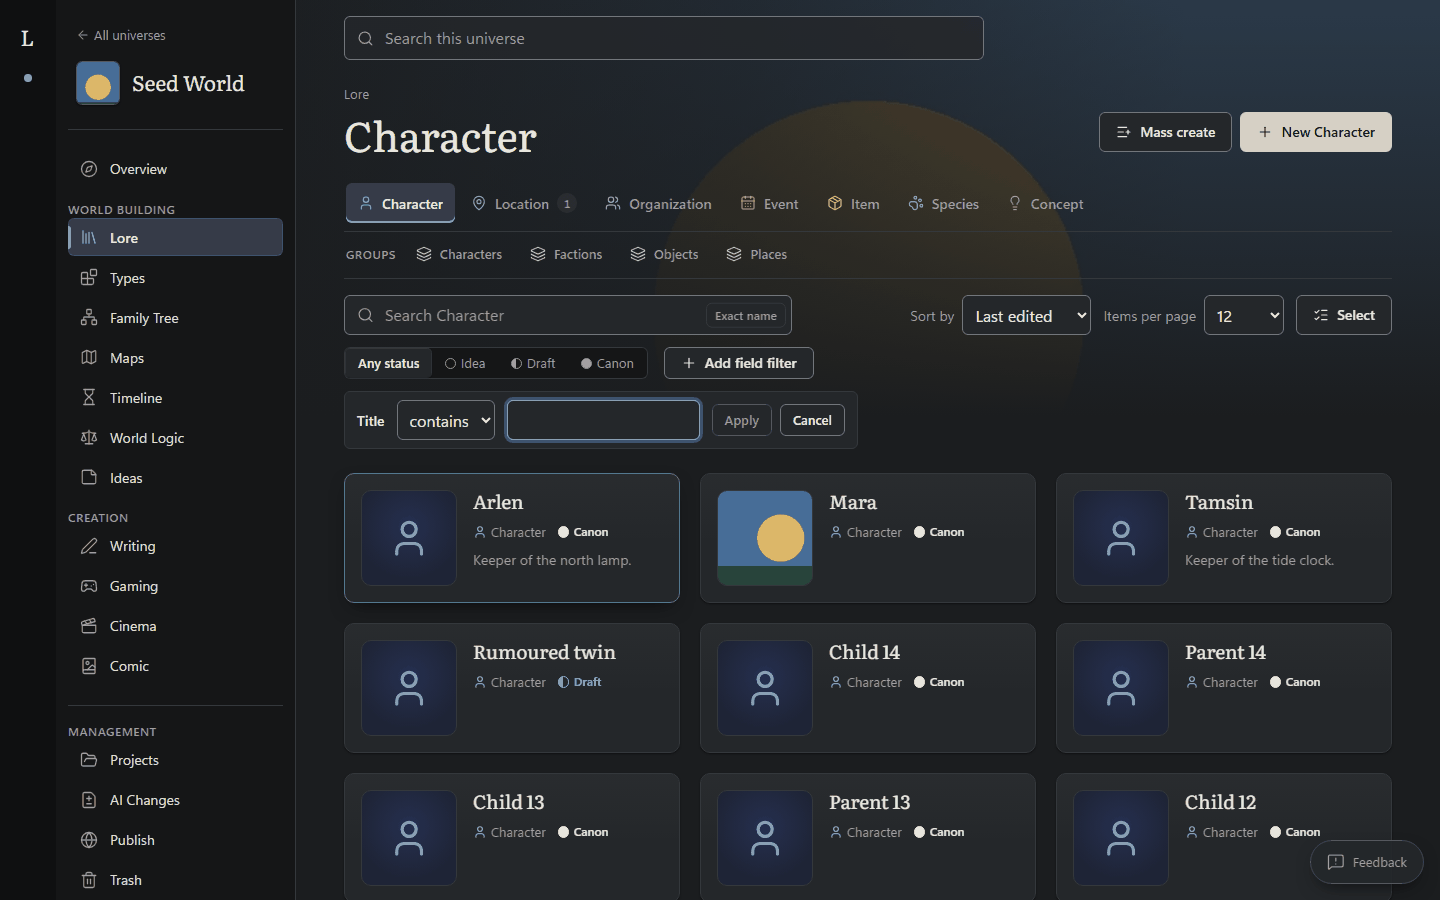 L
All universes
Seed World
Overview
WORLD BUILDING
Lore
Types
Family Tree
Maps
Timeline
World Logic
Ideas
CREATION
Writing
Gaming
Cinema
Comic
MANAGEMENT
Projects
AI Changes
Publish
Trash
Search this universe
Lore
Character
Mass create
New Character
Character Location 1 Organization Event Item Species Concept
GROUPS Characters Factions Objects Places
Search Character Exact name
Sort by Last edited Items per page 12 Select
Any status Idea Draft Canon Add field filter
Title contains Apply Cancel
Arlen
Character Canon
Keeper of the north lamp.
Mara
Character Canon
Tamsin
Character Canon
Keeper of the tide clock.
Rumoured twin
Character Draft
Child 14
Character Canon
Parent 14
Character Canon
Child 13
Character Canon
Parent 13
Character Canon
Child 12
Character Canon
Feedback